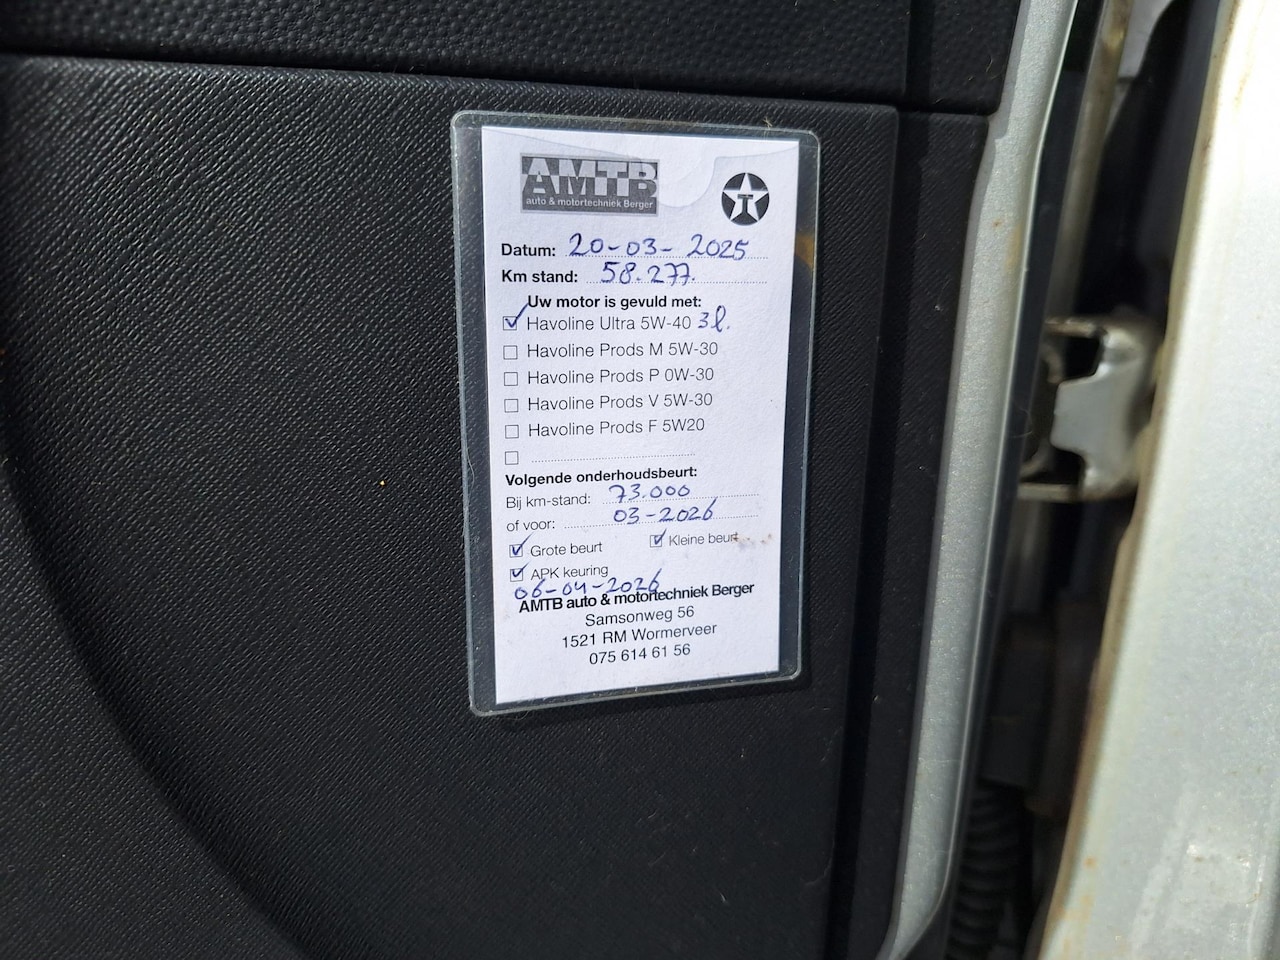 AMTB
auto & motortechniek Berger
T
Datum: 20-03-2025
Km stand: 58.277.
Uw motor is gevuld met:
Havoline Ultra 5W-40 3l.
Havoline Prods M 5W-30
Havoline Prods P 0W-30
Havoline Prods V 5W-30
Havoline Prods F 5W20
Volgende onderhoudsbeurt:
Bij km-stand: 73.000
of voor: 03-2026
Grote beurt Kleine beurt
APK keuring
06-04-2026
AMTB auto & motortechniek Berger
Samsonweg 56
1521 RM Wormerveer
075 614 61 56